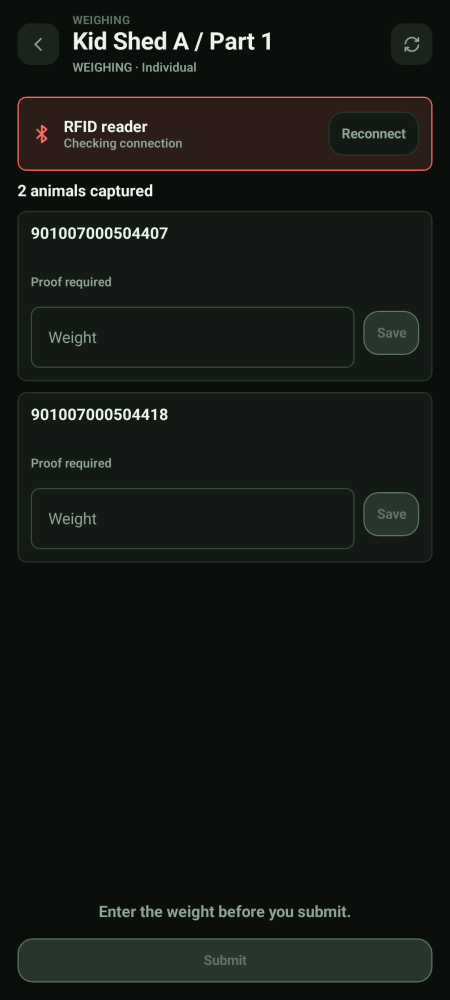 WEIGHING
Kid Shed A / Part 1
WEIGHING · Individual
RFID reader
Checking connection
Reconnect
2 animals captured
901007000504407
Proof required
Weight
Save
901007000504418
Proof required
Weight
Save
Enter the weight before you submit.
Submit